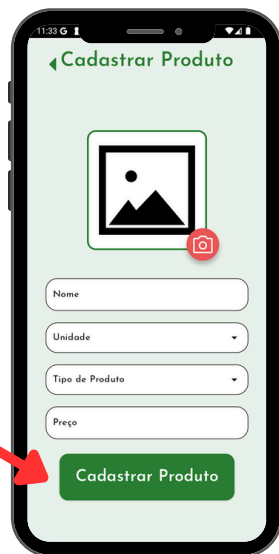 11:33 G
Cadastrar Produto
Nome
Unidade
Tipo de Produto
Preço
Cadastrar Produto